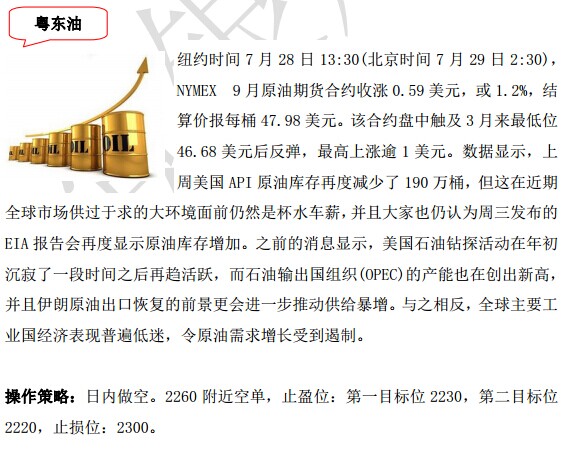 粤东油
纽约时间 7 月 28 日 13:30(北京时间 7 月 29 日 2:30)，
NYMEX 9 月原油期货合约收涨 0.59 美元，或 1.2%，结
算价报每桶 47.98 美元。该合约盘中触及 3 月来最低位
46.68 美元后反弹，最高上涨逾 1 美元。数据显示，上
周美国 API 原油库存再度减少了 190 万桶，但这在近期
全球市场供过于求的大环境面前仍然是杯水车薪，并且大家也仍认为周三发布的
EIA 报告会再度显示原油库存增加。之前的消息显示，美国石油钻探活动在年初
沉寂了一段时间之后再趋活跃，而石油输出国组织(OPEC)的产能也在创出新高，
并且伊朗原油出口恢复的前景更会进一步推动供给暴增。与之相反，全球主要工
业国经济表现普遍低迷，令原油需求增长受到遏制。
操作策略：日内做空。2260 附近空单，止盈位：第一目标位 2230，第二目标位
2220，止损位：2300。
OIL
OIL
OIL
OIL